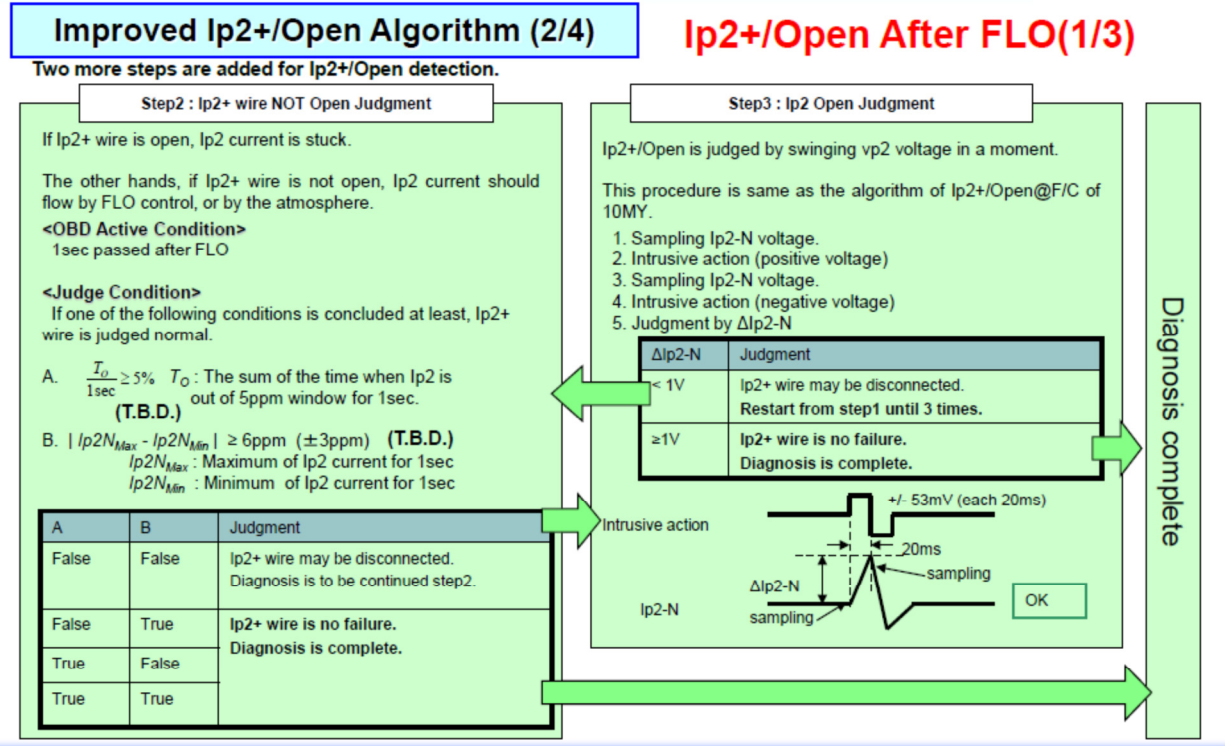 Improved Ip2+/Open Algorithm (2/4)
Ip2+/Open After FLO(1/3)
Two more steps are added for Ip2+/Open detection.
Step2 : Ip2+ wire NOT Open Judgment
If Ip2+ wire is open, Ip2 current is stuck.
The other hands, if Ip2+ wire is not open, Ip2 current should
flow by FLO control, or by the atmosphere.
<OBD Active Condition>
1sec passed after FLO
<Judge Condition>
If one of the following conditions is concluded at least, Ip2+
wire is judged normal.
A. T_O / 1sec ≥ 5% T_O : The sum of the time when Ip2 is
out of 5ppm window for 1sec.
(T.B.D.)
B. | Ip2N_Max - Ip2N_Min | ≥ 6ppm (±3ppm) (T.B.D.)
Ip2N_Max : Maximum of Ip2 current for 1sec
Ip2N_Min : Minimum of Ip2 current for 1sec
A B Judgment
False False Ip2+ wire may be disconnected.
Diagnosis is to be continued step2.
False True Ip2+ wire is no failure.
Diagnosis is complete.
True False
True True
Step3 : Ip2 Open Judgment
Ip2+/Open is judged by swinging vp2 voltage in a moment.
This procedure is same as the algorithm of Ip2+/Open@F/C of
10MY.
1. Sampling Ip2-N voltage.
2. Intrusive action (positive voltage)
3. Sampling Ip2-N voltage.
4. Intrusive action (negative voltage)
5. Judgment by ΔIp2-N
ΔIp2-N Judgment
< 1V Ip2+ wire may be disconnected.
Restart from step1 until 3 times.
≥1V Ip2+ wire is no failure.
Diagnosis is complete.
+/- 53mV (each 20ms)
Intrusive action
20ms
sampling
ΔIp2-N
OK
Ip2-N
sampling
Diagnosis complete